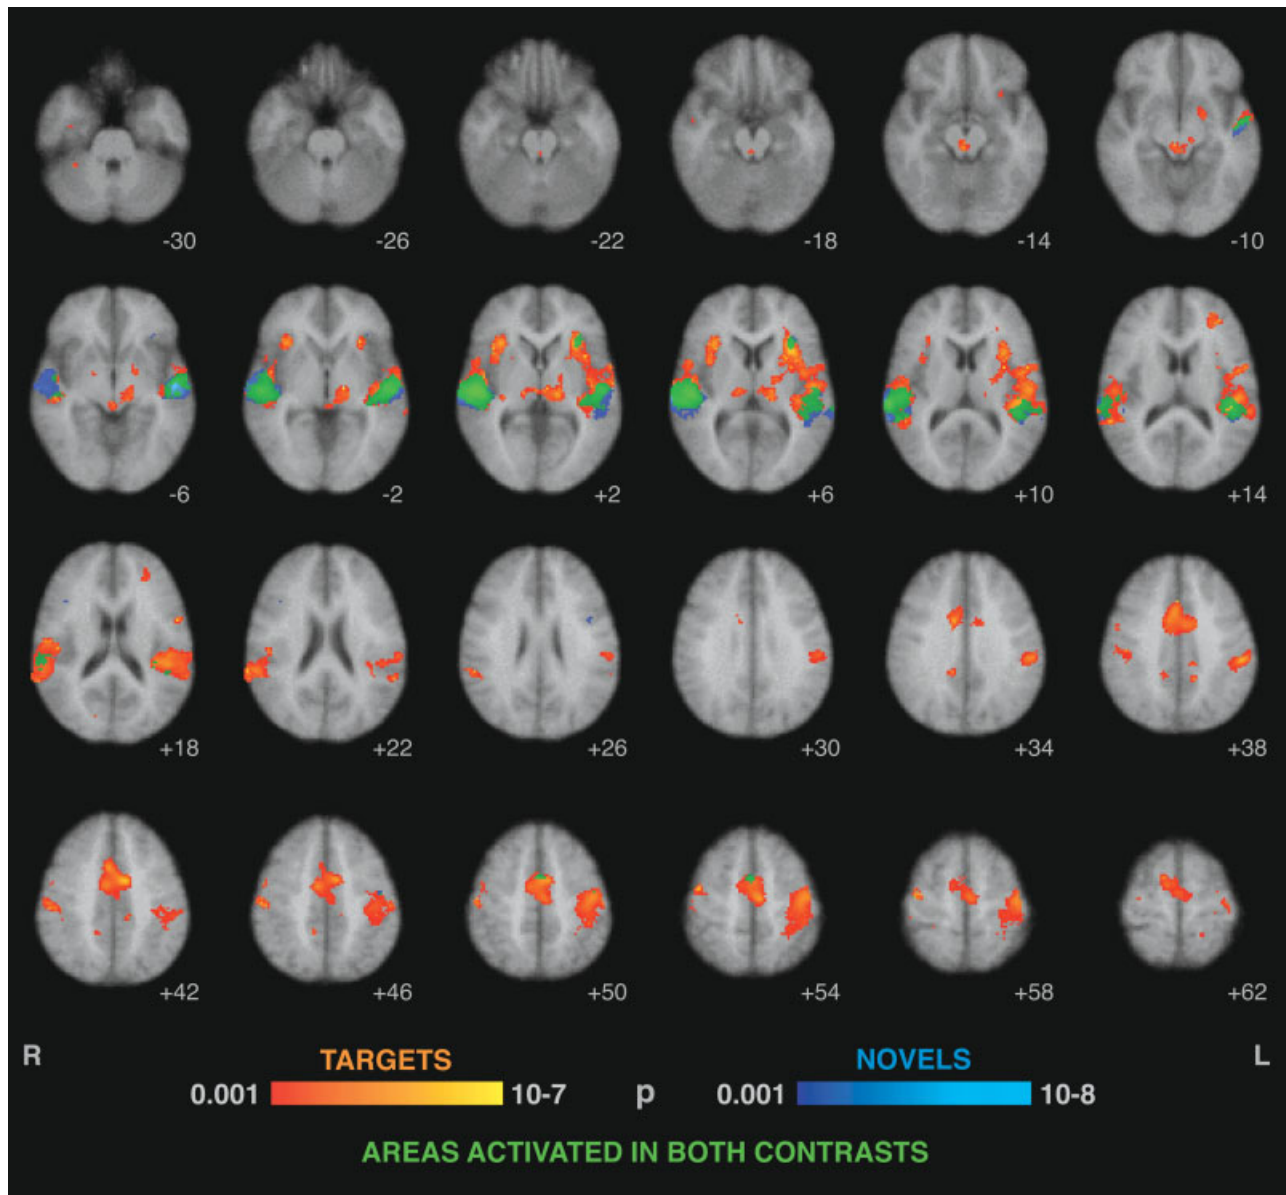 -30 -26 -22 -18 -14 -10
-6 -2 +2 +6 +10 +14
+18 +22 +26 +30 +34 +38
+42 +46 +50 +54 +58 +62
R TARGETS NOVELS L
0.001 10-7 p 0.001 10-8
AREAS ACTIVATED IN BOTH CONTRASTS